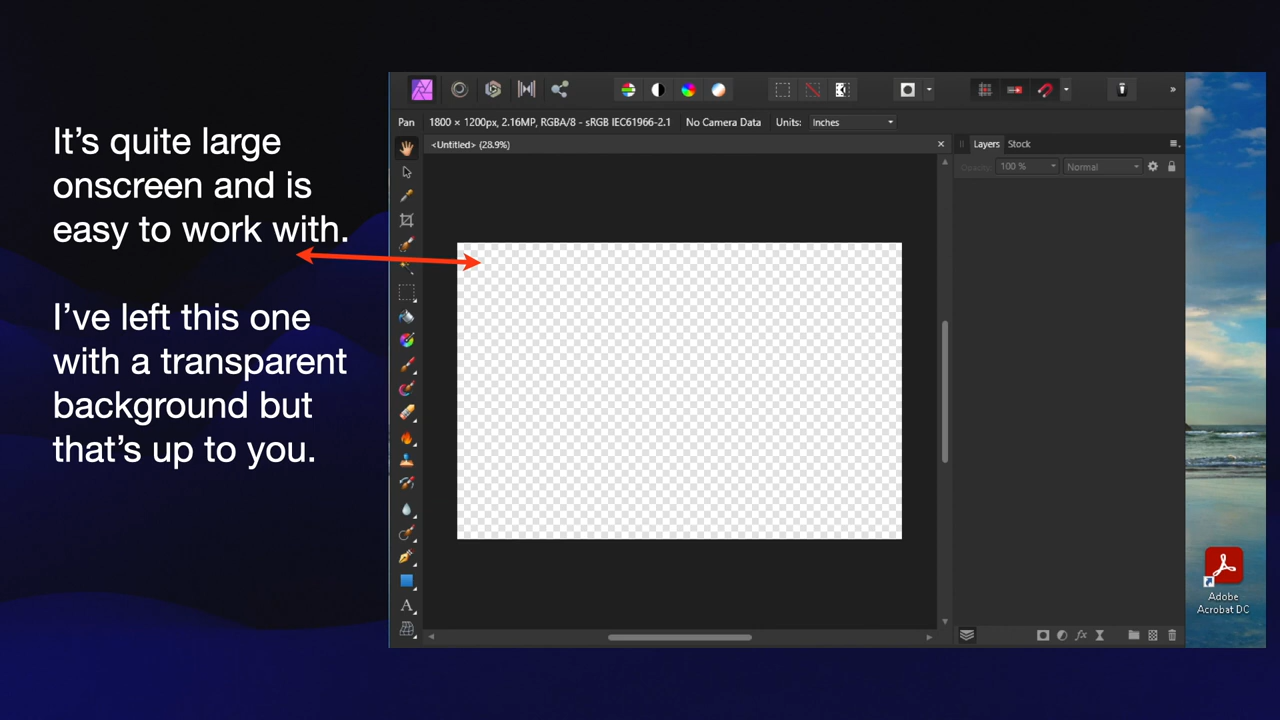 It's quite large
onscreen and is
easy to work with.
I've left this one
with a transparent
background but
that's up to you.
»
Pan 1800 × 1200px, 2.16MP, RGBA/8 - sRGB IEC61966-2.1 No Camera Data Units: Inches
<Untitled> (28.9%)
Layers Stock
Opacity: 100 % Normal
A
fx
Adobe
Acrobat DC